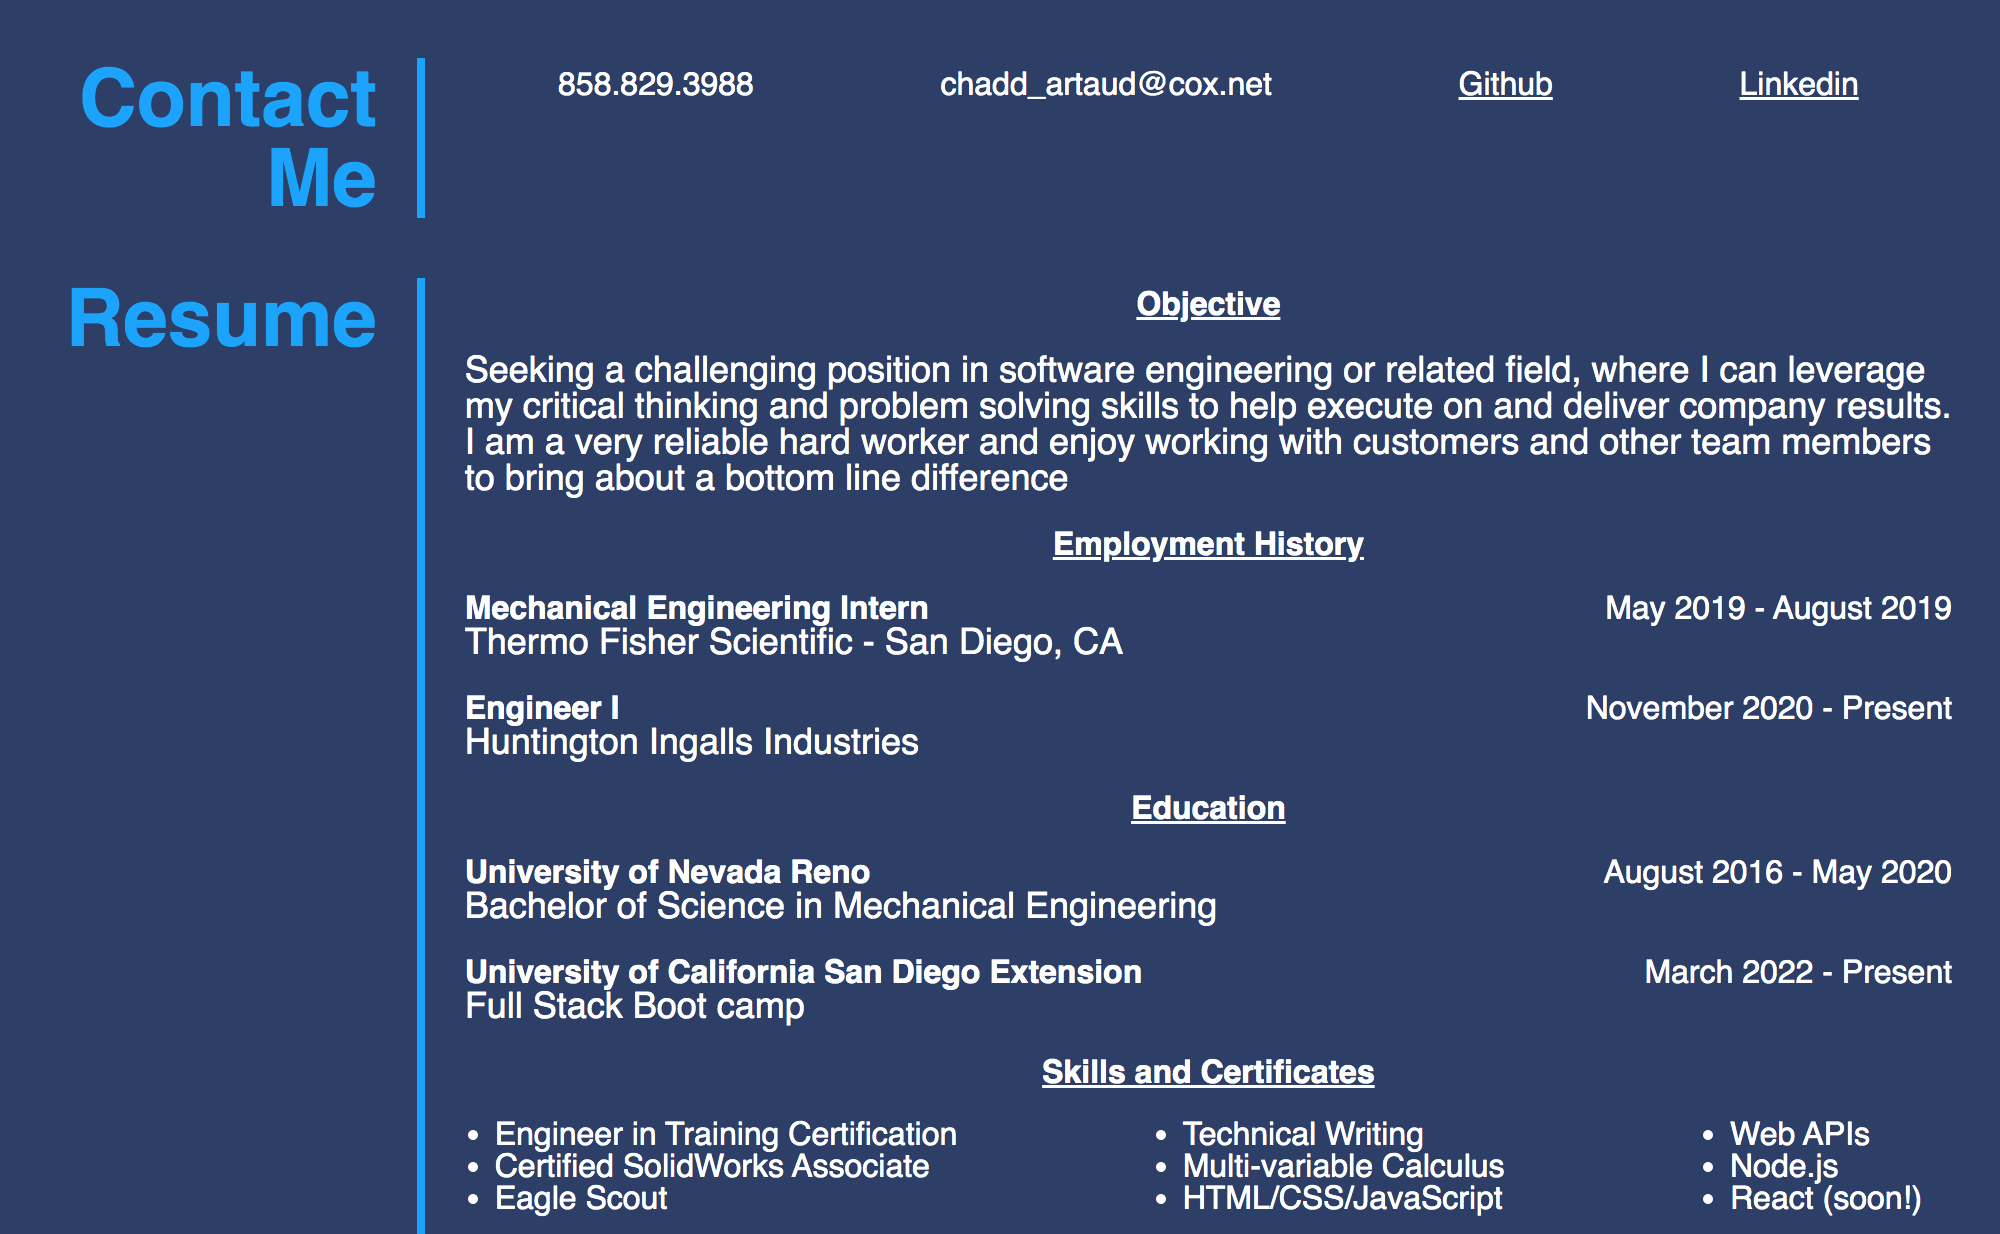 Contact
Me
858.829.3988 chadd_artaud@cox.net Github Linkedin
Resume
Objective
Seeking a challenging position in software engineering or related field, where I can leverage
my critical thinking and problem solving skills to help execute on and deliver company results.
I am a very reliable hard worker and enjoy working with customers and other team members
to bring about a bottom line difference
Employment History
Mechanical Engineering Intern May 2019 - August 2019
Thermo Fisher Scientific - San Diego, CA
Engineer I November 2020 - Present
Huntington Ingalls Industries
Education
University of Nevada Reno August 2016 - May 2020
Bachelor of Science in Mechanical Engineering
University of California San Diego Extension March 2022 - Present
Full Stack Boot camp
Skills and Certificates
• Engineer in Training Certification
• Certified SolidWorks Associate
• Eagle Scout
• Technical Writing
• Multi-variable Calculus
• HTML/CSS/JavaScript
• Web APIs
• Node.js
• React (soon!)